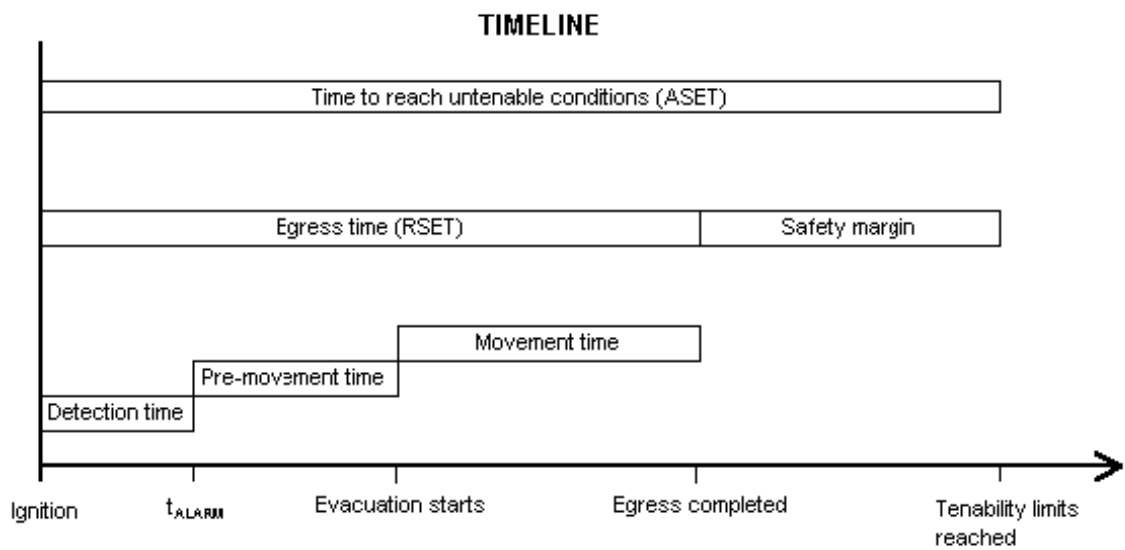 TIMELINE
Time to reach untenable conditions (ASET)
Egress time (RSET)
Safety margin
Movement time
Pre-movement time
Detection time
Ignition
tALARM
Evacuation starts
Egress completed
Tenability limits
reached